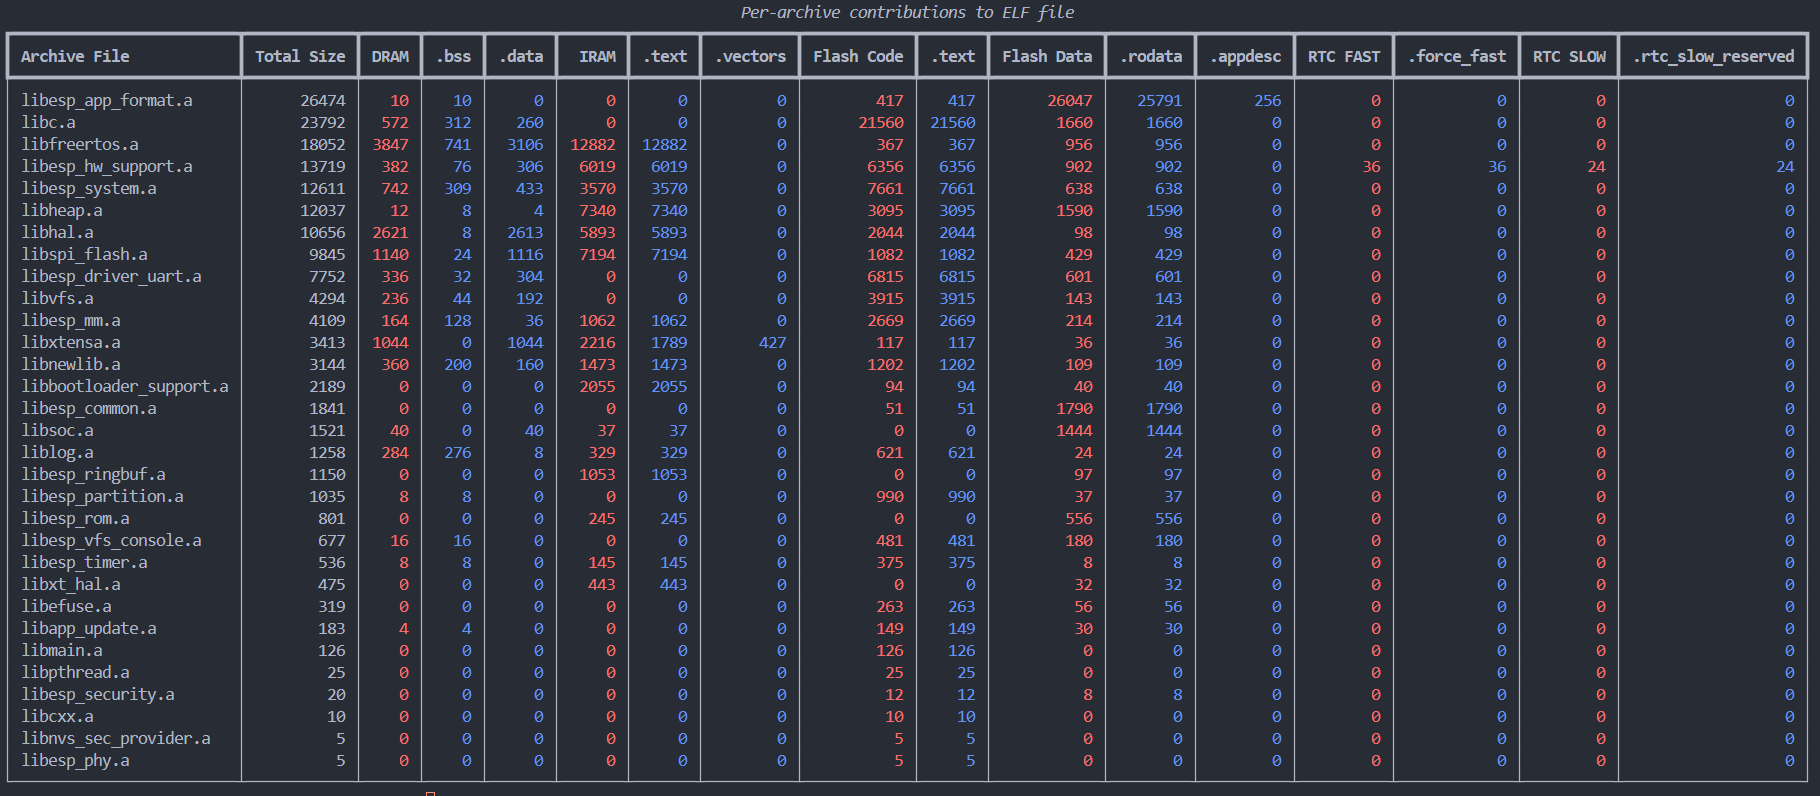 Per-archive contributions to ELF file
Archive File Total Size DRAM .bss .data IRAM .text .vectors Flash Code .text Flash Data .rodata .appdesc RTC FAST .force_fast RTC SLOW .rtc_slow_reserved
libesp_app_format.a 26474 10 10 0 0 0 0 417 417 26047 25791 256 0 0 0 0
libc.a 23792 572 312 260 0 0 0 21560 21560 1660 1660 0 0 0 0 0
libfreertos.a 18052 3847 741 3106 12882 12882 0 367 367 956 956 0 0 0 0 0
libesp_hw_support.a 13719 382 76 306 6019 6019 0 6356 6356 902 902 0 36 36 24 24
libesp_system.a 12611 742 309 433 3570 3570 0 7661 7661 638 638 0 0 0 0 0
libheap.a 12037 12 8 4 7340 7340 0 3095 3095 1590 1590 0 0 0 0 0
libhal.a 10656 2621 8 2613 5893 5893 0 2044 2044 98 98 0 0 0 0 0
libspi_flash.a 9845 1140 24 1116 7194 7194 0 1082 1082 429 429 0 0 0 0 0
libesp_driver_uart.a 7752 336 32 304 0 0 0 6815 6815 601 601 0 0 0 0 0
libvfs.a 4294 236 44 192 0 0 0 3915 3915 143 143 0 0 0 0 0
libesp_mm.a 4109 164 128 36 1062 1062 0 2669 2669 214 214 0 0 0 0 0
libxtensa.a 3413 1044 0 1044 2216 1789 427 117 117 36 36 0 0 0 0 0
libnewlib.a 3144 360 200 160 1473 1473 0 1202 1202 109 109 0 0 0 0 0
libbootloader_support.a 2189 0 0 0 2055 2055 0 94 94 40 40 0 0 0 0 0
libesp_common.a 1841 0 0 0 0 0 0 51 51 1790 1790 0 0 0 0 0
libsoc.a 1521 40 0 40 37 37 0 0 0 1444 1444 0 0 0 0 0
liblog.a 1258 284 276 8 329 329 0 621 621 24 24 0 0 0 0 0
libesp_ringbuf.a 1150 0 0 0 1053 1053 0 0 0 97 97 0 0 0 0 0
libesp_partition.a 1035 8 8 0 0 0 0 990 990 37 37 0 0 0 0 0
libesp_rom.a 801 0 0 0 245 245 0 0 0 556 556 0 0 0 0 0
libesp_vfs_console.a 677 16 16 0 0 0 0 481 481 180 180 0 0 0 0 0
libesp_timer.a 536 8 8 0 145 145 0 375 375 8 8 0 0 0 0 0
libxt_hal.a 475 0 0 0 443 443 0 0 0 32 32 0 0 0 0 0
libefuse.a 319 0 0 0 0 0 0 263 263 56 56 0 0 0 0 0
libapp_update.a 183 4 4 0 0 0 0 149 149 30 30 0 0 0 0 0
libmain.a 126 0 0 0 0 0 0 126 126 0 0 0 0 0 0 0
libpthread.a 25 0 0 0 0 0 0 25 25 0 0 0 0 0 0 0
libesp_security.a 20 0 0 0 0 0 0 12 12 8 8 0 0 0 0 0
libcxx.a 10 0 0 0 0 0 0 10 10 0 0 0 0 0 0 0
libnvs_sec_provider.a 5 0 0 0 0 0 0 5 5 0 0 0 0 0 0 0
libesp_phy.a 5 0 0 0 0 0 0 5 5 0 0 0 0 0 0 0